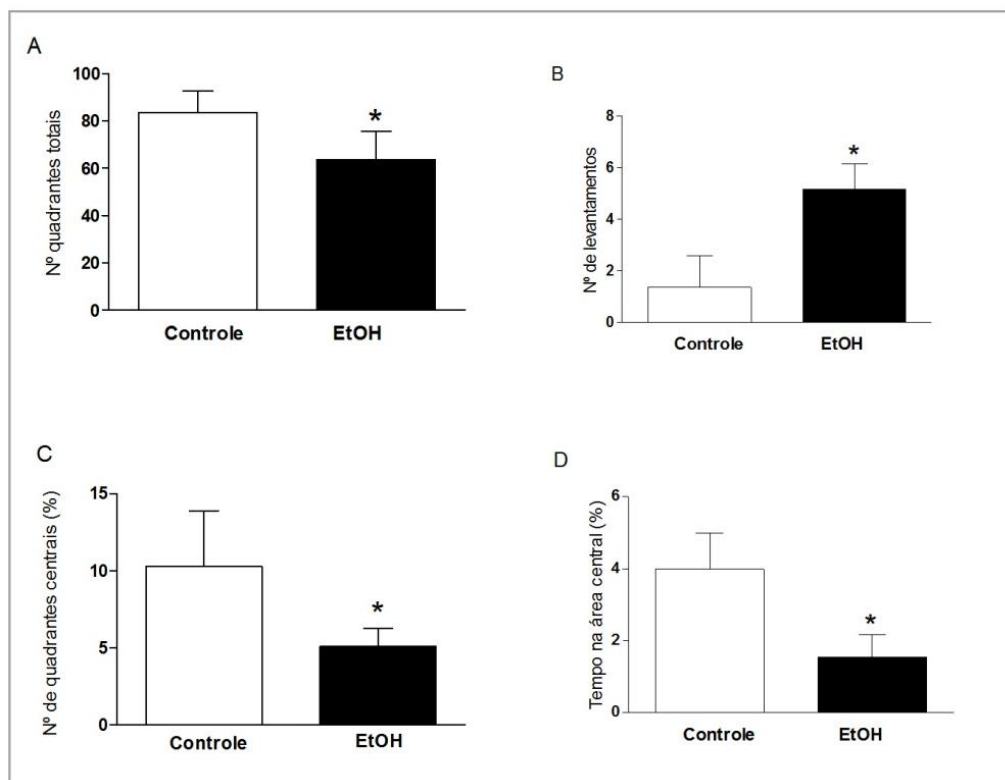 A
Nº quadrantes totais
100
80
60
40
20
0
*
Controle
EtOH
B
Nº de levantamentos
8
6
4
2
0
*
Controle
EtOH
C
Nº de quadrantes centrais (%)
15
10
5
0
*
Controle
EtOH
D
Tempo na área central (%)
6
4
2
0
*
Controle
EtOH